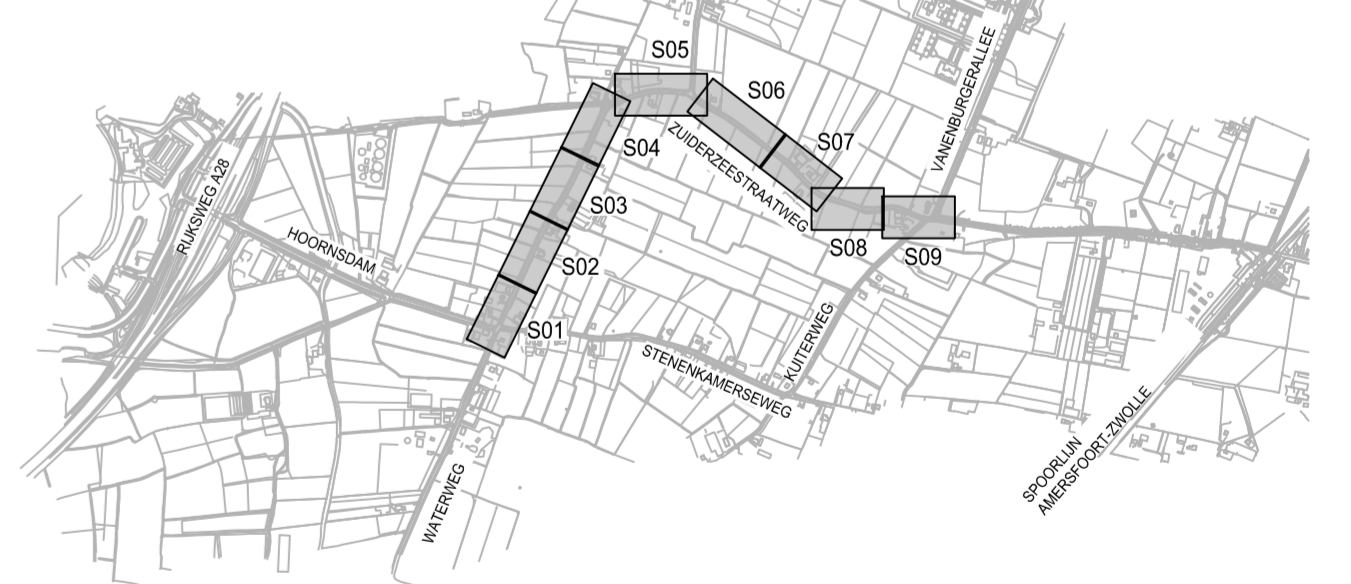 S05
S06
S07
S04
S03
S02
S01
S08
S09
RIJKSWEG A28
HOORNSDAM
ZUIDERZEESTRAATWEG
VANENBURGERALLEE
STENENKAMERSEWEG
KUITERWEG
WATERWEG
SPOORLIJN
AMERSFOORT-ZWOLLE